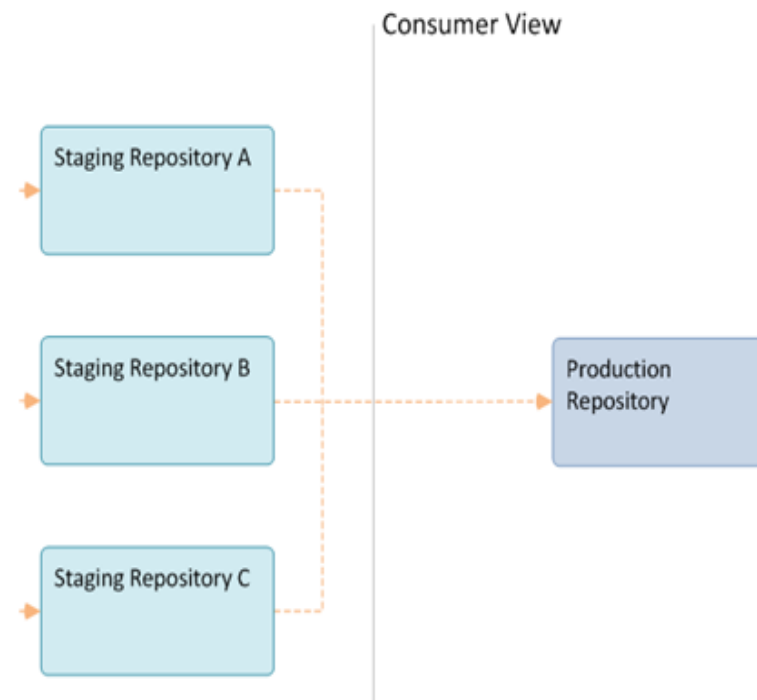 Consumer View
Staging Repository A
Staging Repository B
Production
Repository
Staging Repository C